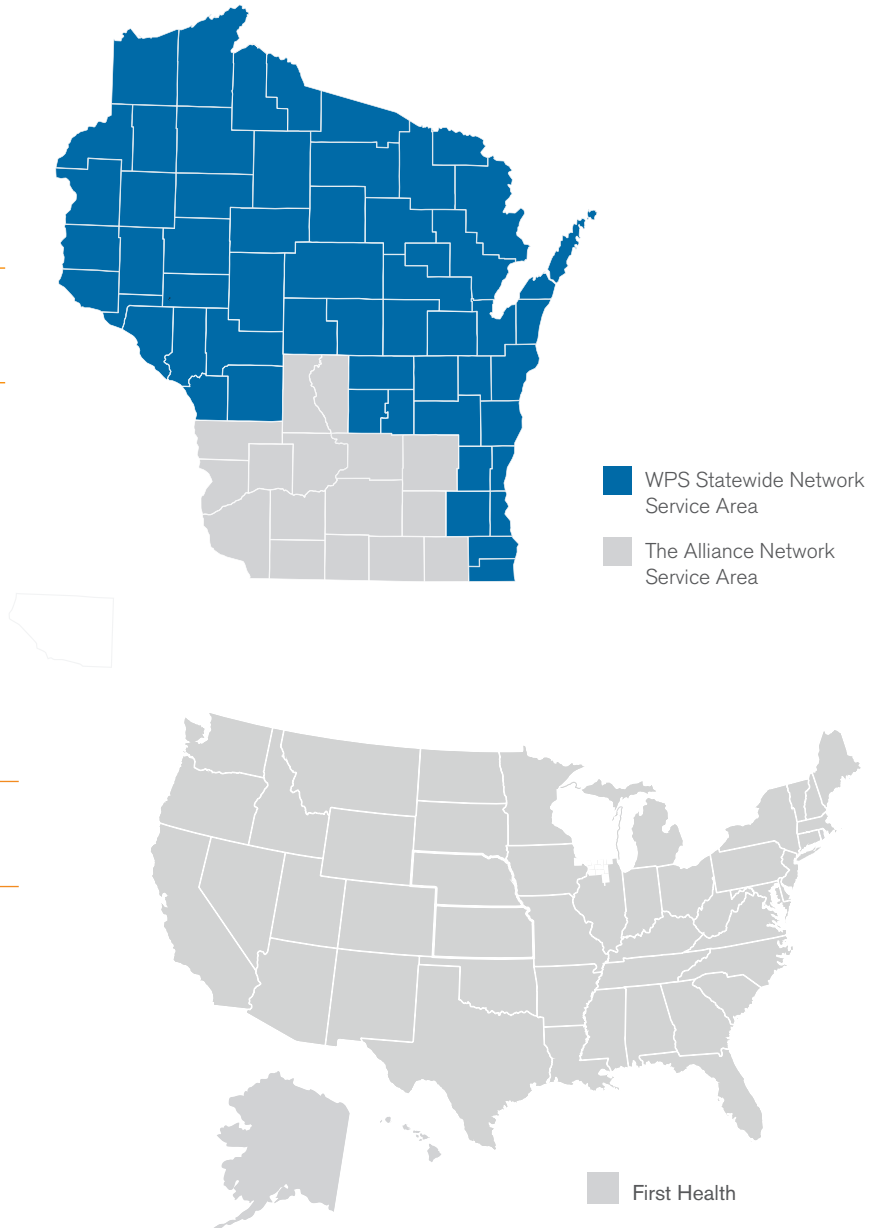 WPS Statewide Network
Service Area
The Alliance Network
Service Area
First Health